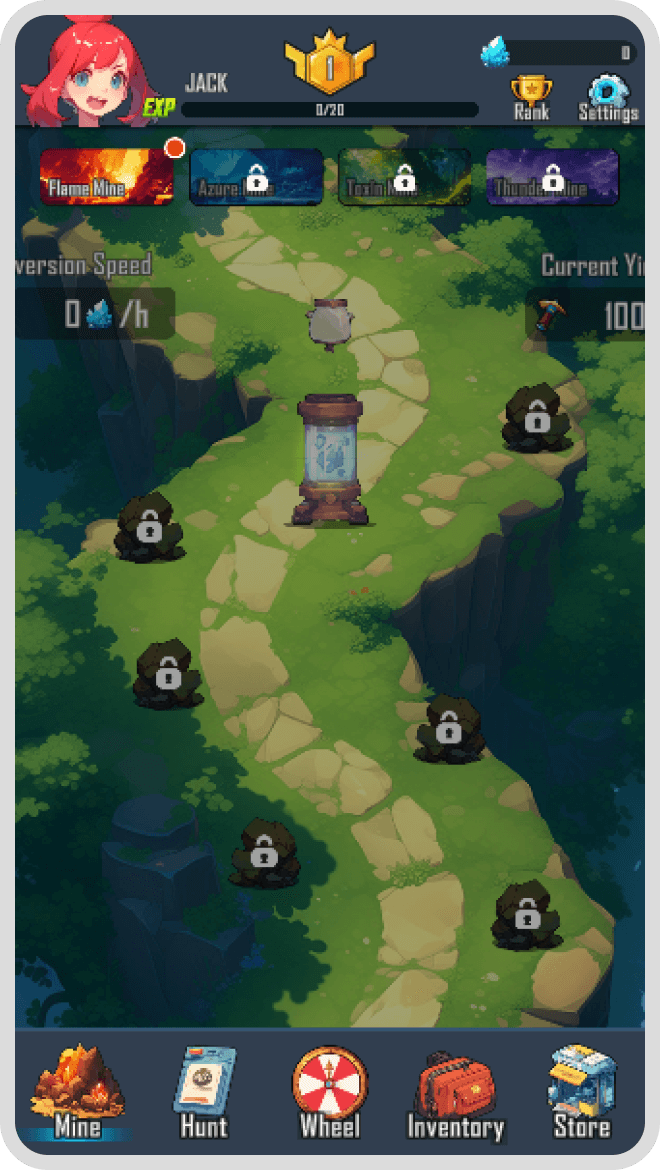 1
0
JACK
EXP
0/20
Rank
Settings
Flame Mine
Azure Mine
Toxin Mine
Thunder Mine
version Speed
Current Yi
0 /h
100
Mine
Hunt
Wheel
Inventory
Store